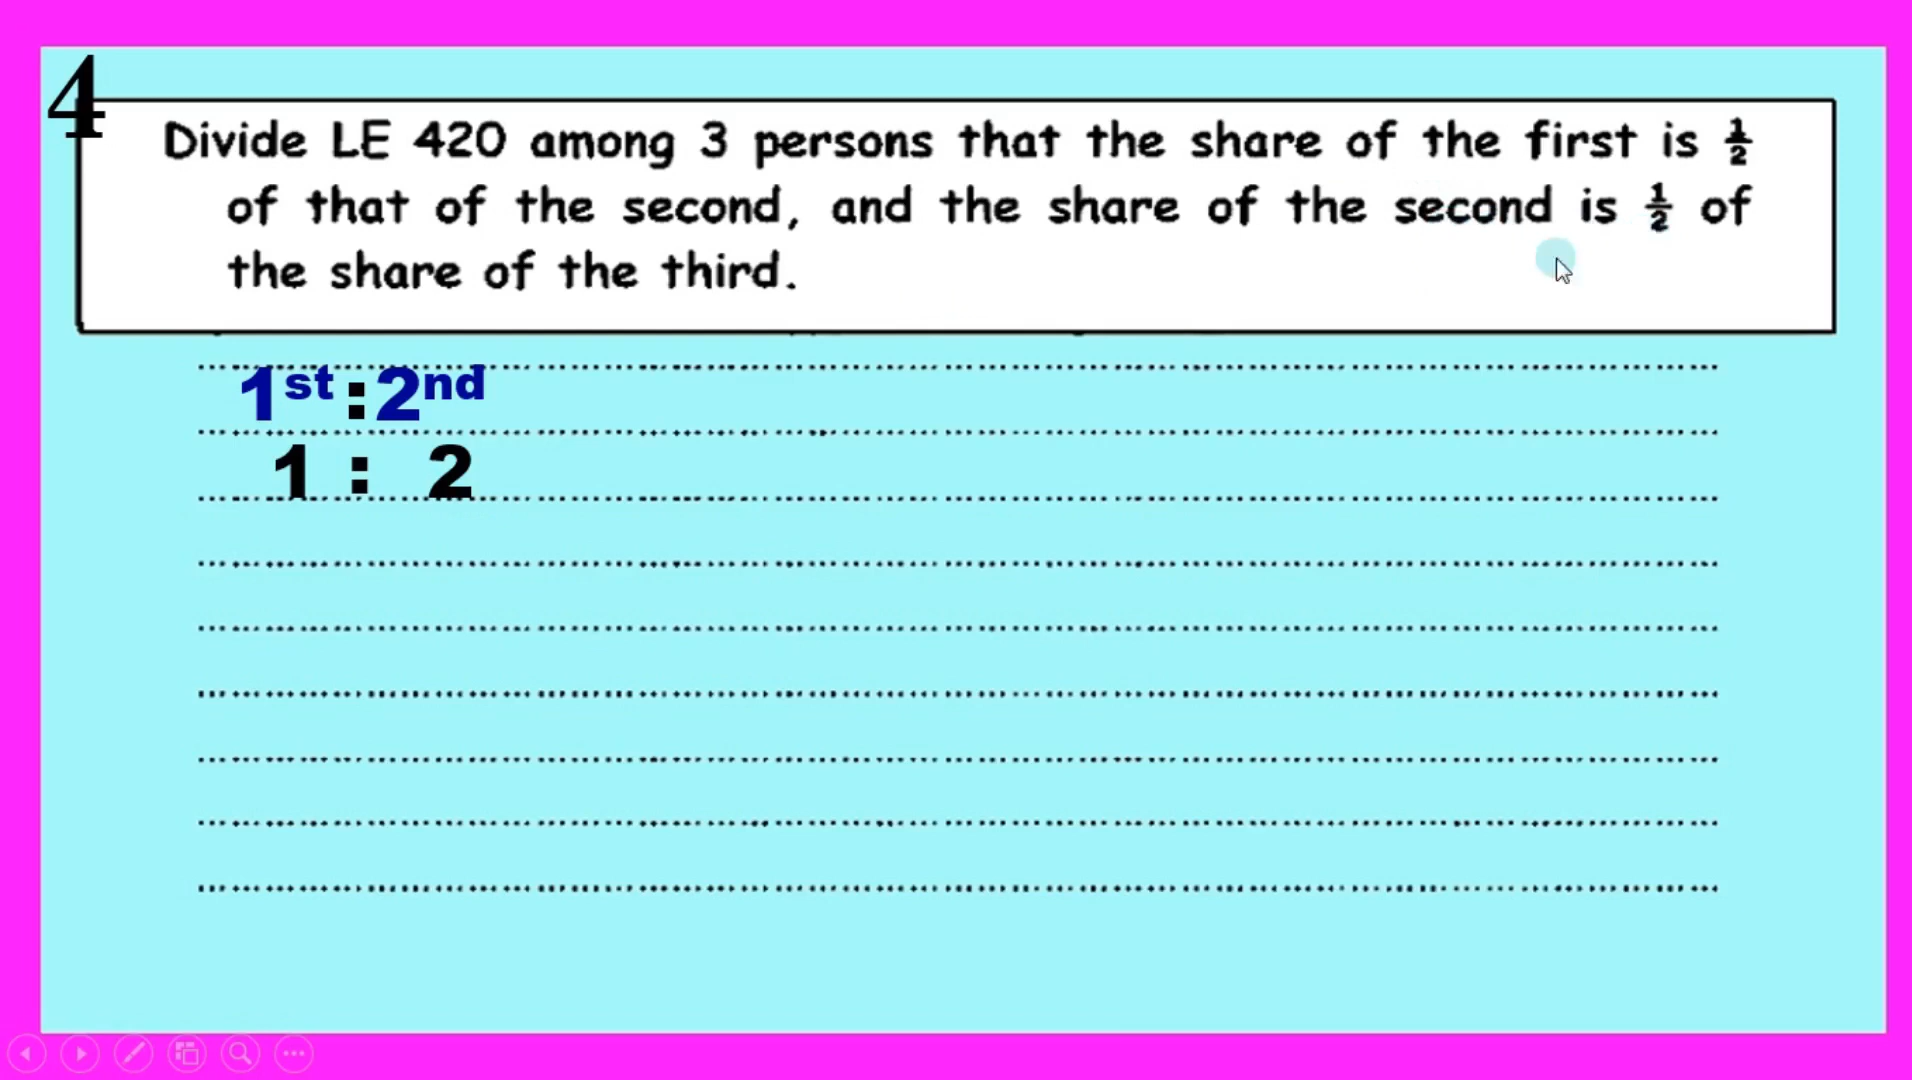 4
Divide LE 420 among 3 persons that the share of the first is ½
of that of the second, and the share of the second is ½ of
the share of the third.
1st : 2nd
1 : 2